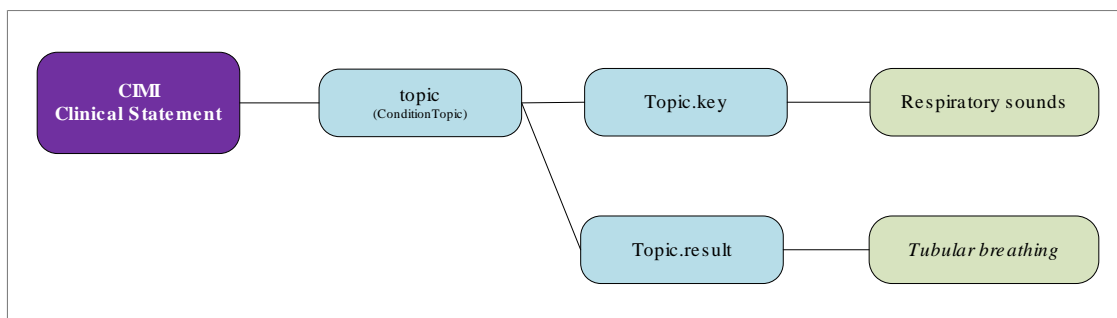 CIMI
Clinical Statement
topic
(ConditionTopic)
Topic.key
Respiratory sounds
Topic.result
Tubular breathing